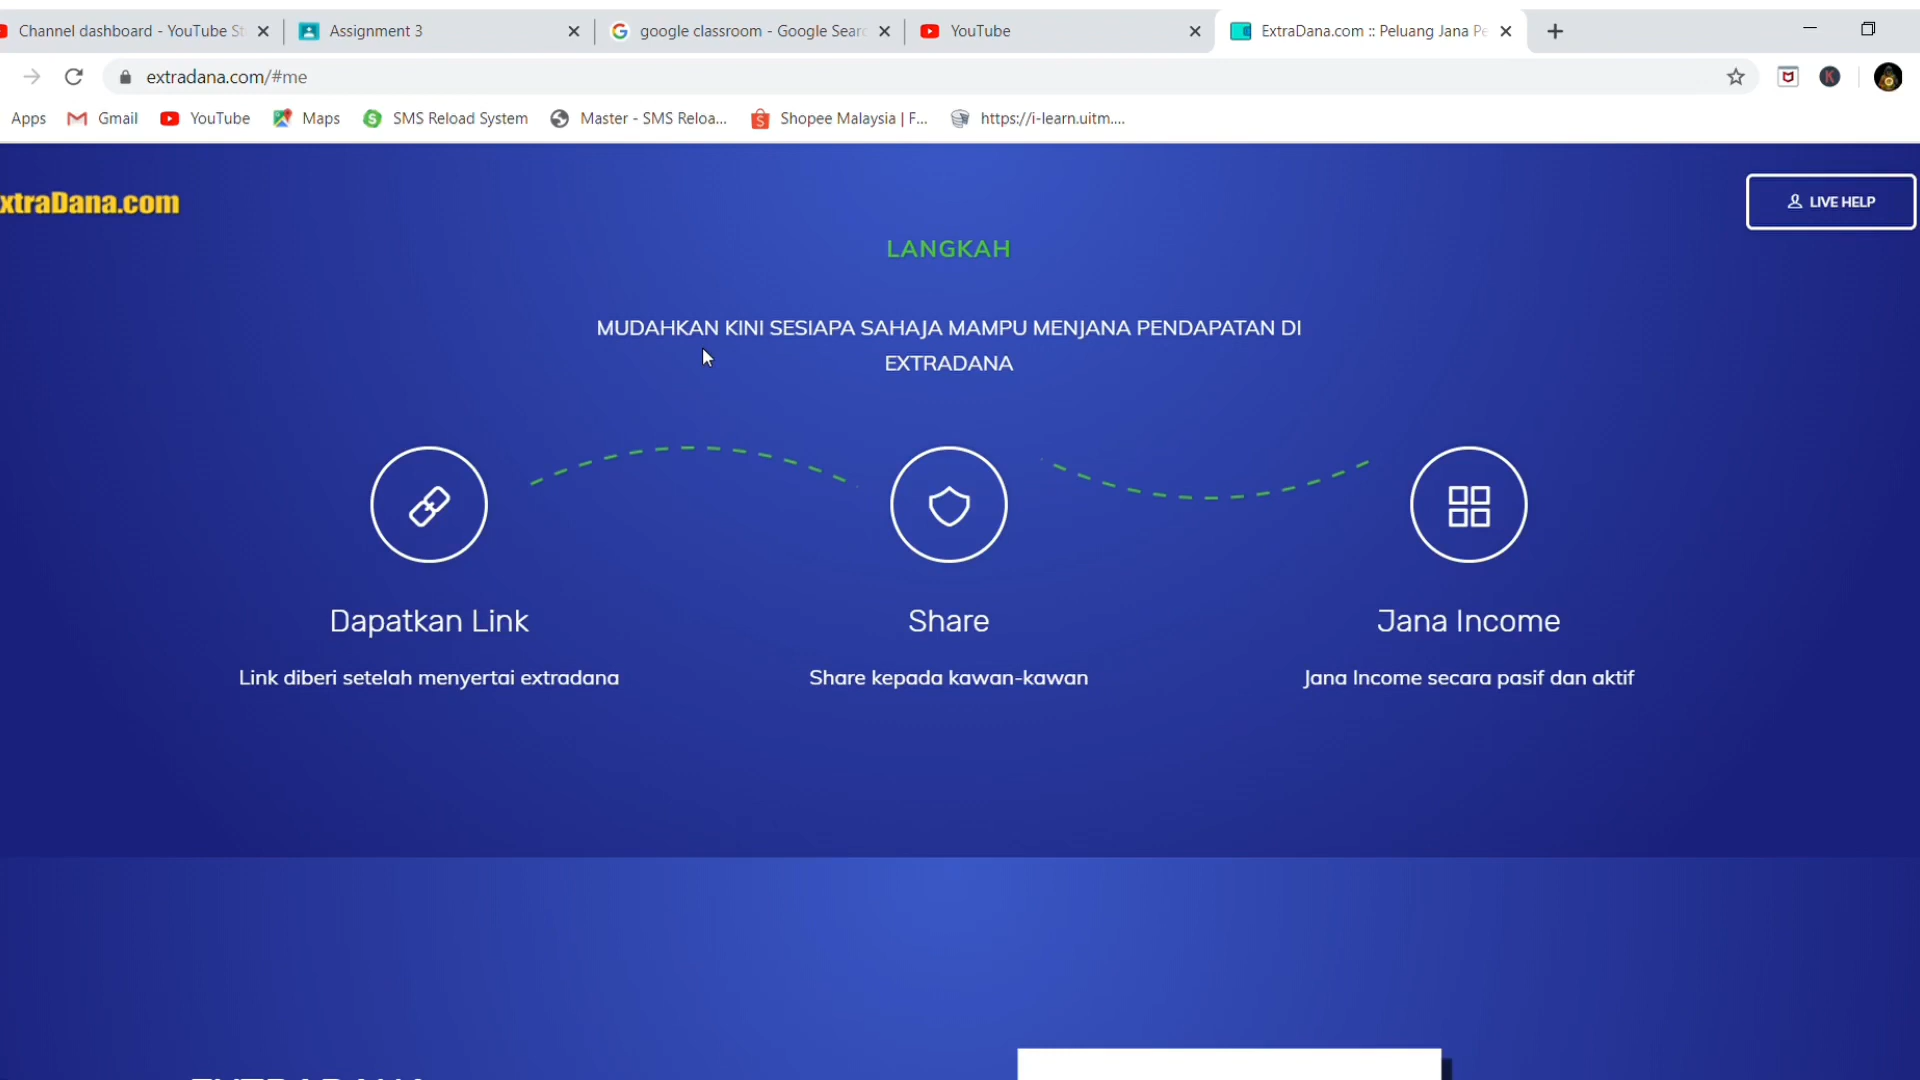 Channel dashboard - YouTube St
Assignment 3
google classroom - Google Searc
YouTube
ExtraDana.com :: Peluang Jana Pe
extradana.com/#me
Apps
Gmail
YouTube
Maps
SMS Reload System
Master - SMS Reloa...
Shopee Malaysia | F...
https://i-learn.uitm....
xtraDana.com
LIVE HELP
LANGKAH
MUDAHKAN KINI SESIAPA SAHAJA MAMPU MENJANA PENDAPATAN DI
EXTRADANA
Dapatkan Link
Share
Jana Income
Link diberi setelah menyertai extradana
Share kepada kawan-kawan
Jana Income secara pasif dan aktif